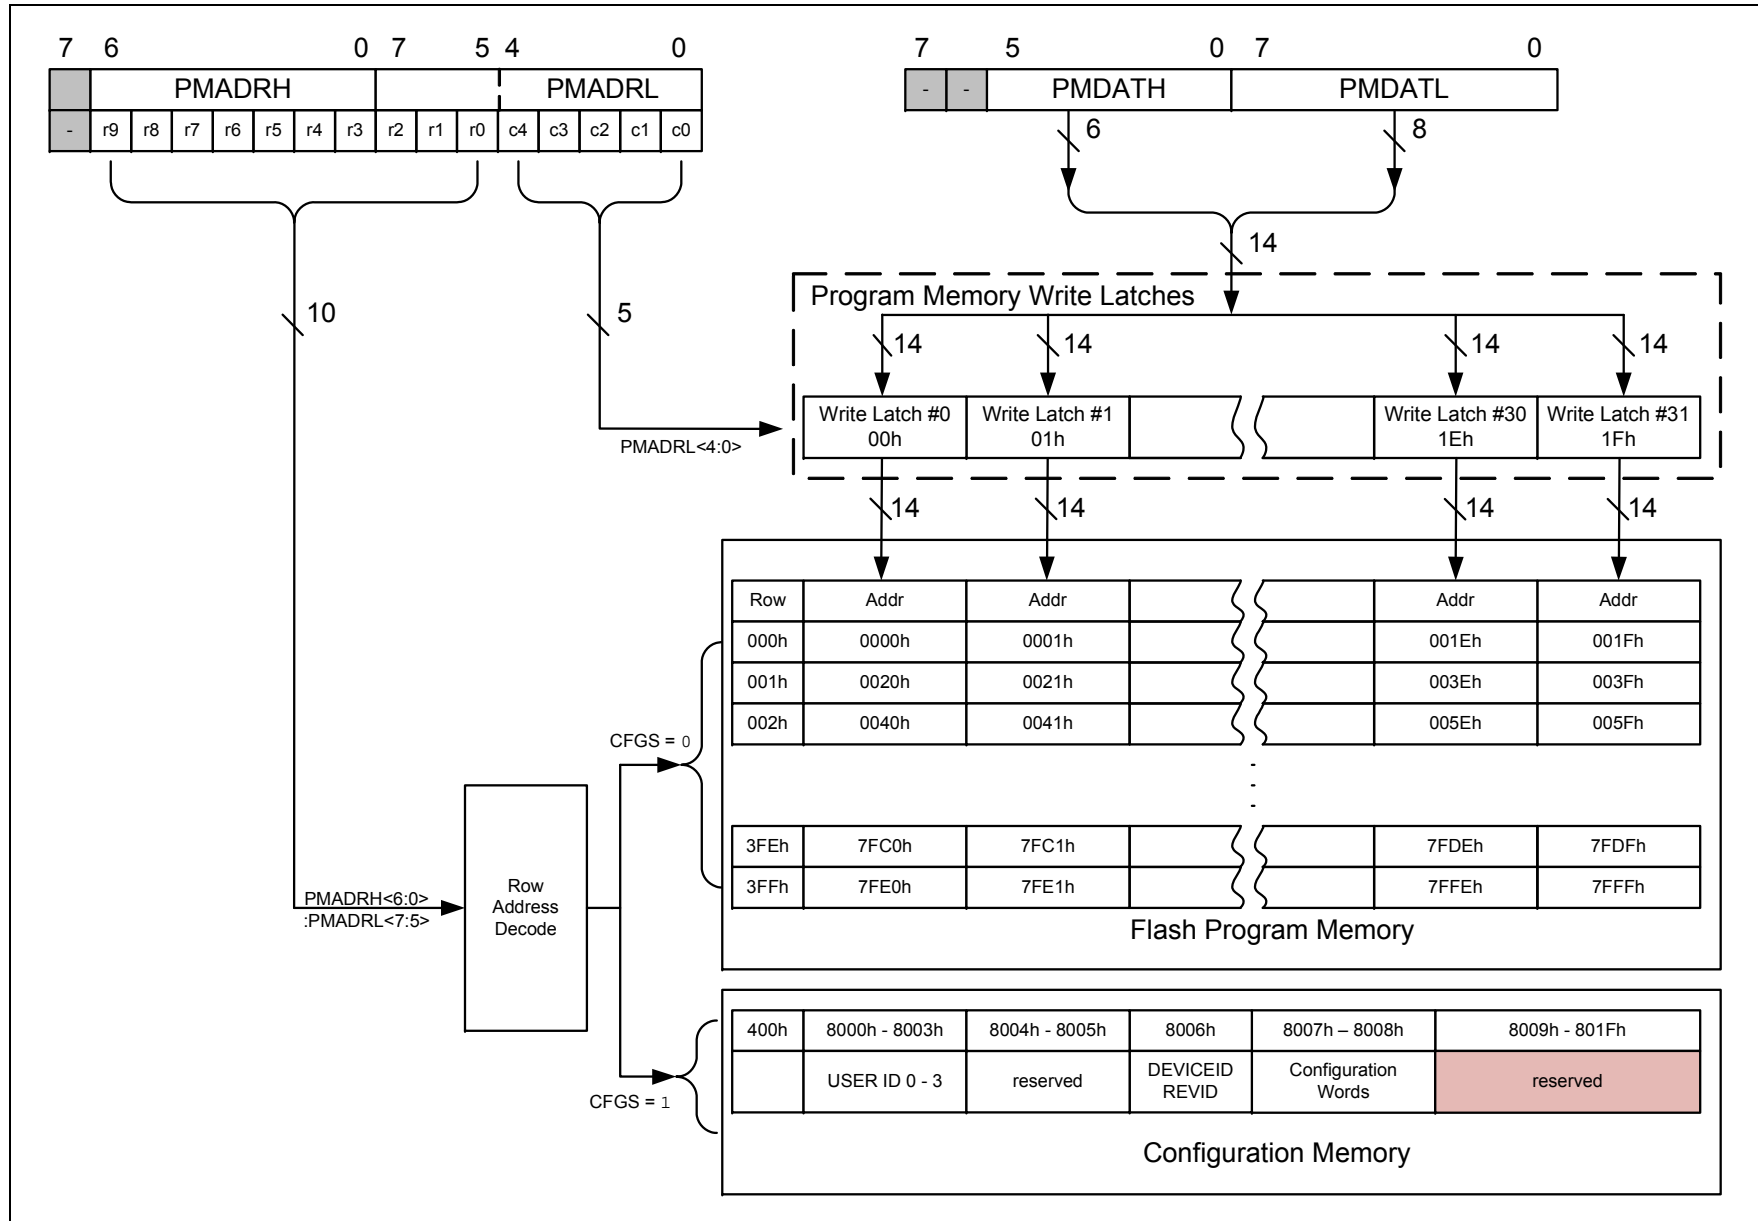 7 6 0 7 5 4 0
PMADRH PMADRL
- r9 r8 r7 r6 r5 r4 r3 r2 r1 r0 c4 c3 c2 c1 c0
7 5 0 7 0
- - PMDATH PMDATL
6 8
14
10
5
PMADRL<4:0>
Program Memory Write Latches
14 14 14 14
Write Latch #0 Write Latch #1 Write Latch #30 Write Latch #31
00h 01h 1Eh 1Fh
14 14 14 14
Row Addr Addr Addr Addr
000h 0000h 0001h 001Eh 001Fh
001h 0020h 0021h 003Eh 003Fh
002h 0040h 0041h 005Eh 005Fh
CFGS = 0
3FEh 7FC0h 7FC1h 7FDEh 7FDFh
3FFh 7FE0h 7FE1h 7FFEh 7FFFh
Flash Program Memory
PMADRH<6:0>
:PMADRL<7:5>
Row
Address
Decode
CFGS = 1
400h 8000h - 8003h 8004h - 8005h 8006h 8007h – 8008h 8009h - 801Fh
USER ID 0 - 3 reserved DEVICEID Configuration reserved
REVID Words
Configuration Memory